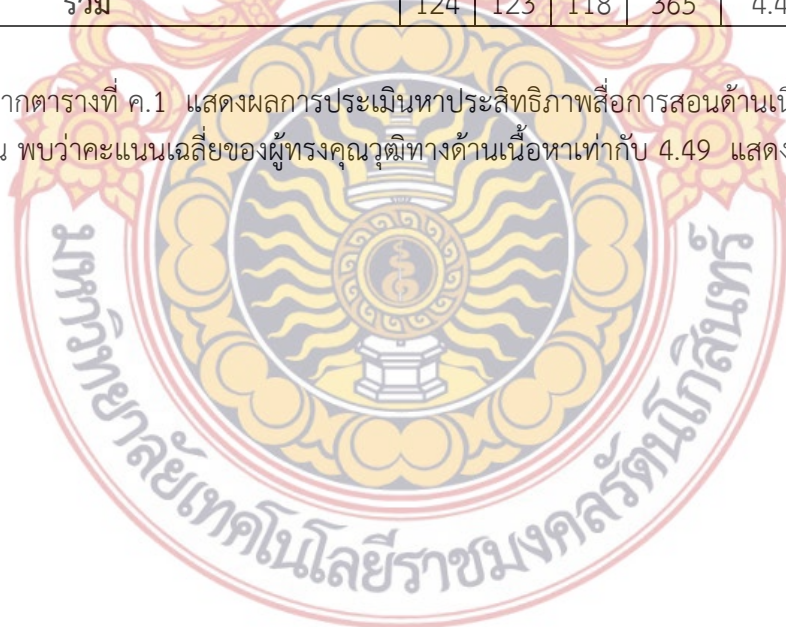 รวม 124 123 118 365 4.4
ากตารางที่ ค.1 แสดงผลการประเมินหาประสิทธิภาพสื่อการสอนด้านเนื
น พบว่าคะแนนเฉลี่ยของผู้ทรงคุณวุฒิทางด้านเนื้อหาเท่ากับ 4.49 แสดง
มหาวิทยาลัยเทคโนโลยีราชมงคลรัตนโกสินทร์